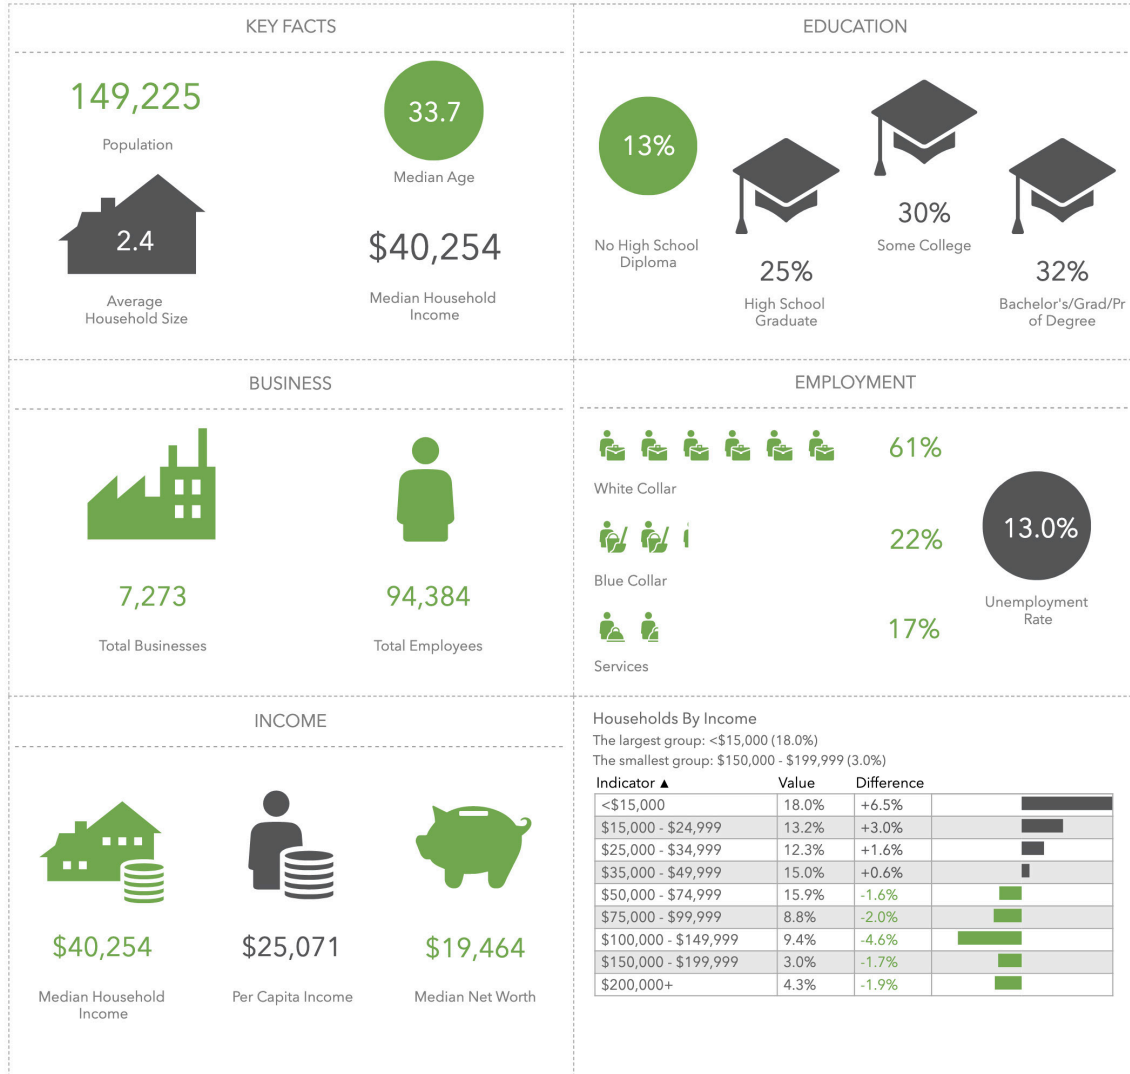 KEY FACTS
149,225
Population
33.7
Median Age
2.4
Average
Household Size
$40,254
Median Household
Income
EDUCATION
13%
No High School
Diploma
25%
High School
Graduate
30%
Some College
32%
Bachelor's/Grad/Pr
of Degree
BUSINESS
7,273
Total Businesses
94,384
Total Employees
EMPLOYMENT
61%
White Collar
22%
Blue Collar
17%
Services
13.0%
Unemployment
Rate
INCOME
$40,254
Median Household
Income
$25,071
Per Capita Income
$19,464
Median Net Worth
Households By Income
The largest group: <$15,000 (18.0%)
The smallest group: $150,000 - $199,999 (3.0%)
Indicator ▲ Value Difference
<$15,000 18.0% +6.5%
$15,000 - $24,999 13.2% +3.0%
$25,000 - $34,999 12.3% +1.6%
$35,000 - $49,999 15.0% +0.6%
$50,000 - $74,999 15.9% -1.6%
$75,000 - $99,999 8.8% -2.0%
$100,000 - $149,999 9.4% -4.6%
$150,000 - $199,999 3.0% -1.7%
$200,000+ 4.3% -1.9%